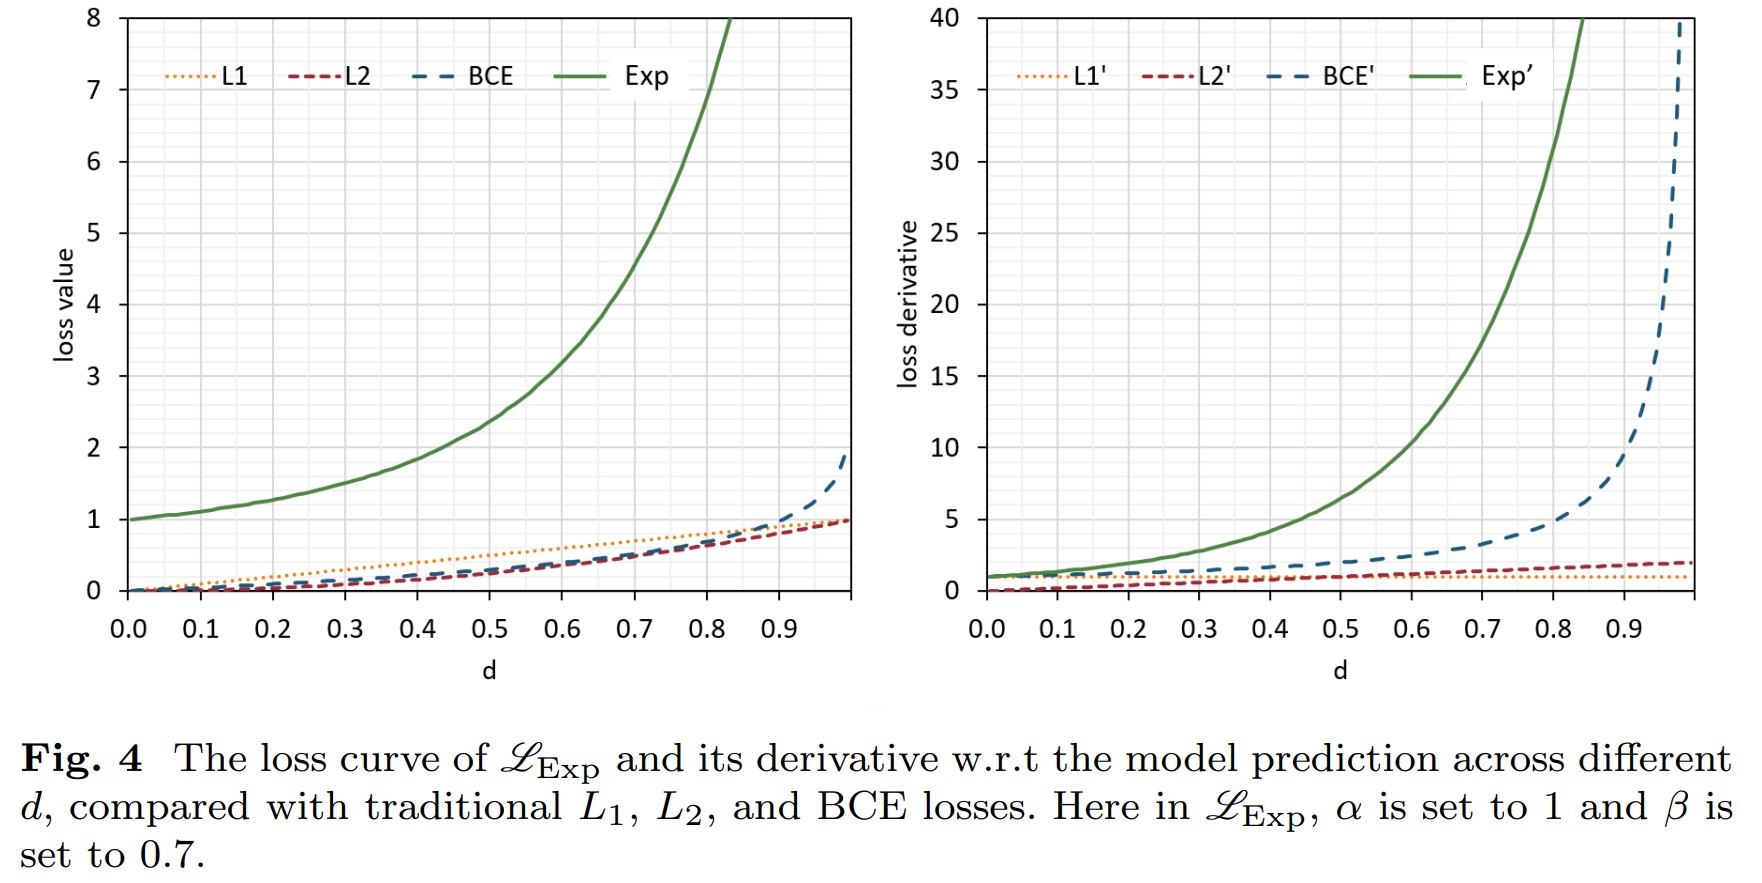 8
7
6
5
4
3
2
1
0
loss value
L1 L2 BCE Exp
0.0 0.1 0.2 0.3 0.4 0.5 0.6 0.7 0.8 0.9
d
40
35
30
25
20
15
10
5
0
loss derivative
L1' L2' BCE' Exp’
0.0 0.1 0.2 0.3 0.4 0.5 0.6 0.7 0.8 0.9
d
Fig. 4 The loss curve of ℒ_Exp and its derivative w.r.t the model prediction across different
d, compared with traditional L₁, L₂, and BCE losses. Here in ℒ_Exp, α is set to 1 and β is
set to 0.7.